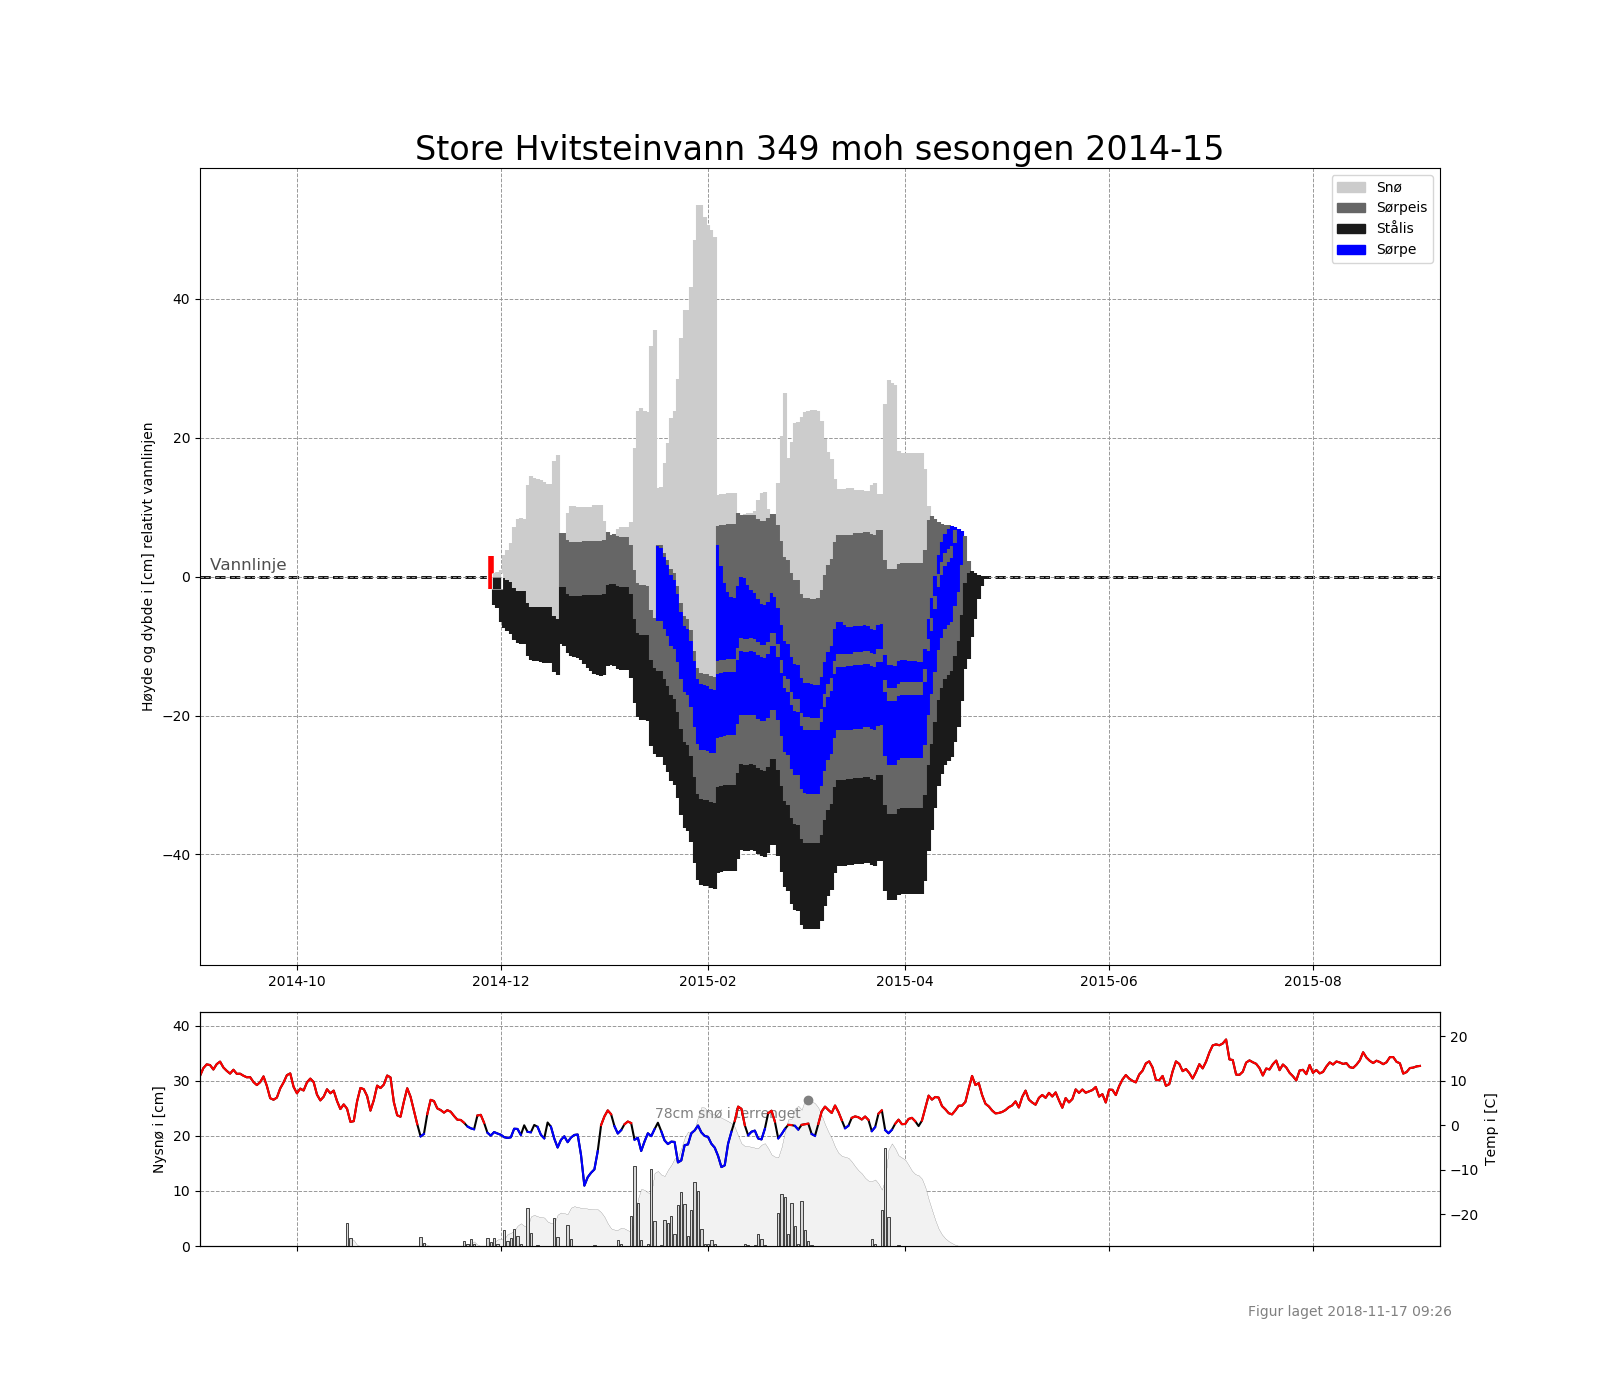 Store Hvitsteinvann 349 moh sesongen 2014-15
Snø
Sørpeis
Stålis
Sørpe
Høyde og dybde i [cm] relativt vannlinjen
40
20
0
−20
−40
Vannlinje
2014-10
2014-12
2015-02
2015-04
2015-06
2015-08
Nysnø i [cm]
40
30
20
10
0
78cm snø i terrenget
20
10
0
−10
−20
Temp i [C]
Figur laget 2018-11-17 09:26